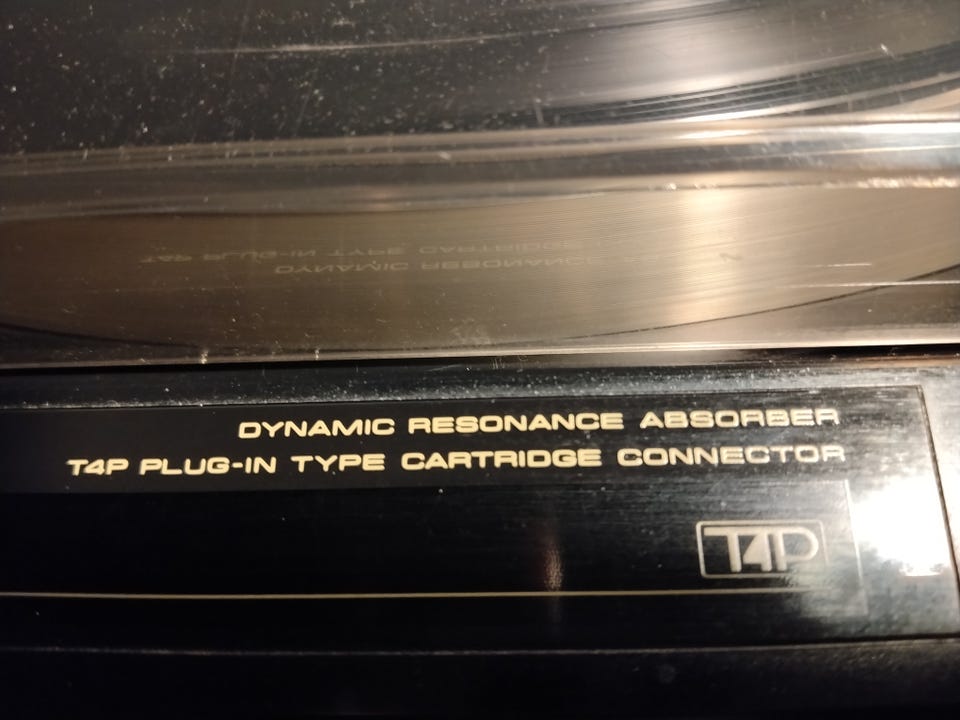 DYNAMIC RESONANCE ABSORBER
T4P PLUG-IN TYPE CARTRIDGE CONNECTOR
T4P